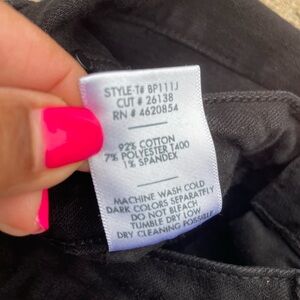 STYLE-T# BP111J
CUT # 26138
RN # 4620854
92% COTTON
7% POLYESTER T400
1% SPANDEX
MACHINE WASH COLD
DARK COLORS SEPARATELY
DO NOT BLEACH
TUMBLE DRY LOW
DRY CLEANING POSSIBLE